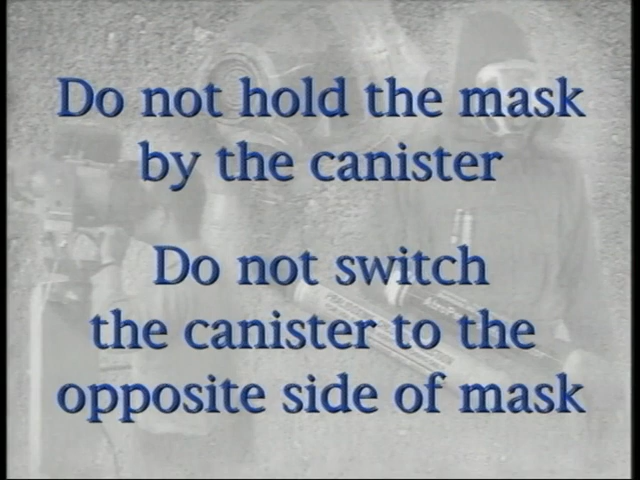 Do not hold the mask
by the canister
Do not switch
the canister to the
opposite side of mask